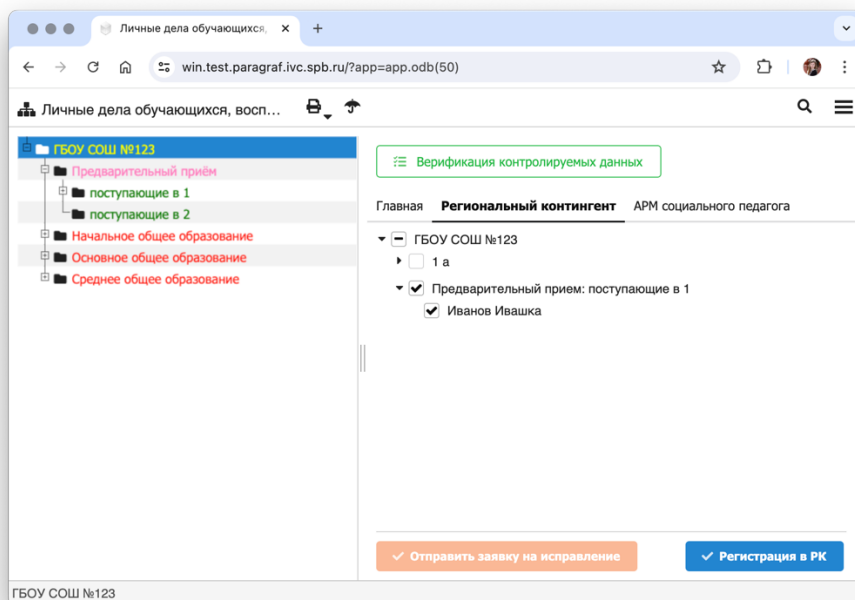 Личные дела обучающихся,
win.test.paragraf.ivc.spb.ru/?app=app.odb(50)
Личные дела обучающихся, восп...
ГБОУ СОШ №123
Предварительный приём
поступающие в 1
поступающие в 2
Начальное общее образование
Основное общее образование
Среднее общее образование
Верификация контролируемых данных
Главная Региональный контингент АРМ социального педагога
ГБОУ СОШ №123
1 а
Предварительный прием: поступающие в 1
Иванов Ивашка
Отправить заявку на исправление Регистрация в РК
ГБОУ СОШ №123